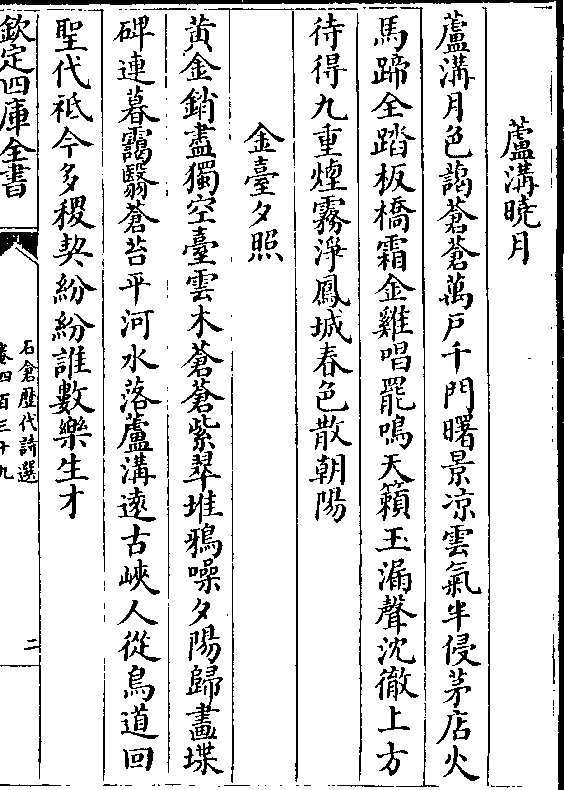 蘆溝曉月
蘆溝月色藹蒼蒼萬戶千門曙景凉雲氣半侵茅店火
馬蹄全踏板橋霜金雞唱罷鳴天籟玉漏聲沈徹上方
待得九重煙霧淨鳳城春色散朝陽
金臺夕照
黄金銷盡獨空臺雲木蒼蒼紫翠堆鴉噪夕陽歸畫堞
碑連暮靄翳蒼苔平河水落蘆溝遠古峽人從鳥道回
聖代祗今多稷契紛紛誰數樂生才
欽定四庫全書
石倉歷代詩選
卷四百三十九
二